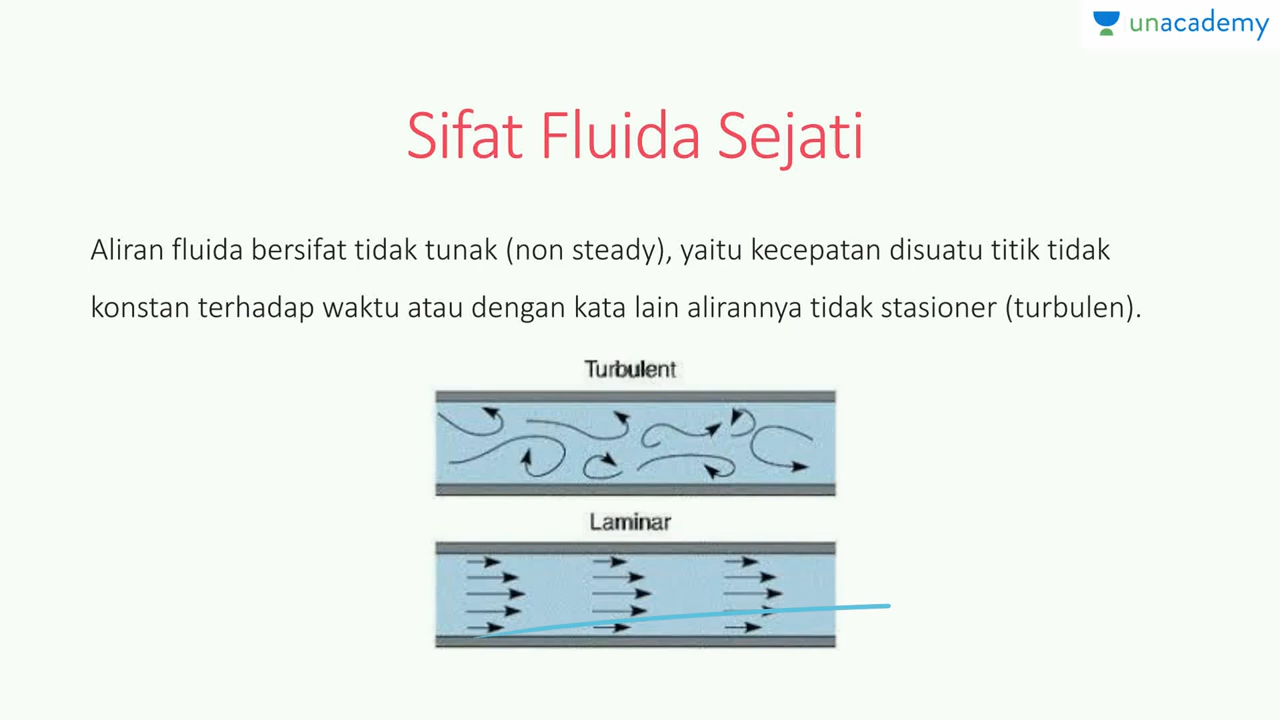 unacademy
Sifat Fluida Sejati
Aliran fluida bersifat tidak tunak (non steady), yaitu kecepatan disuatu titik tidak
konstan terhadap waktu atau dengan kata lain alirannya tidak stasioner (turbulen).
Turbulent
Laminar